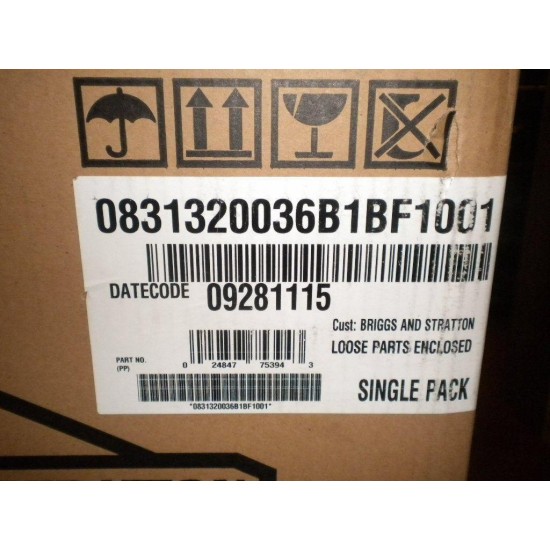 0831320036B1BF1001
DATECODE 09281115
Cust: BRIGGS AND STRATTON
LOOSE PARTS ENCLOSED
PART NO.
(PP)
0 24847 75394 3
SINGLE PACK
"0831320036B1BF1001"